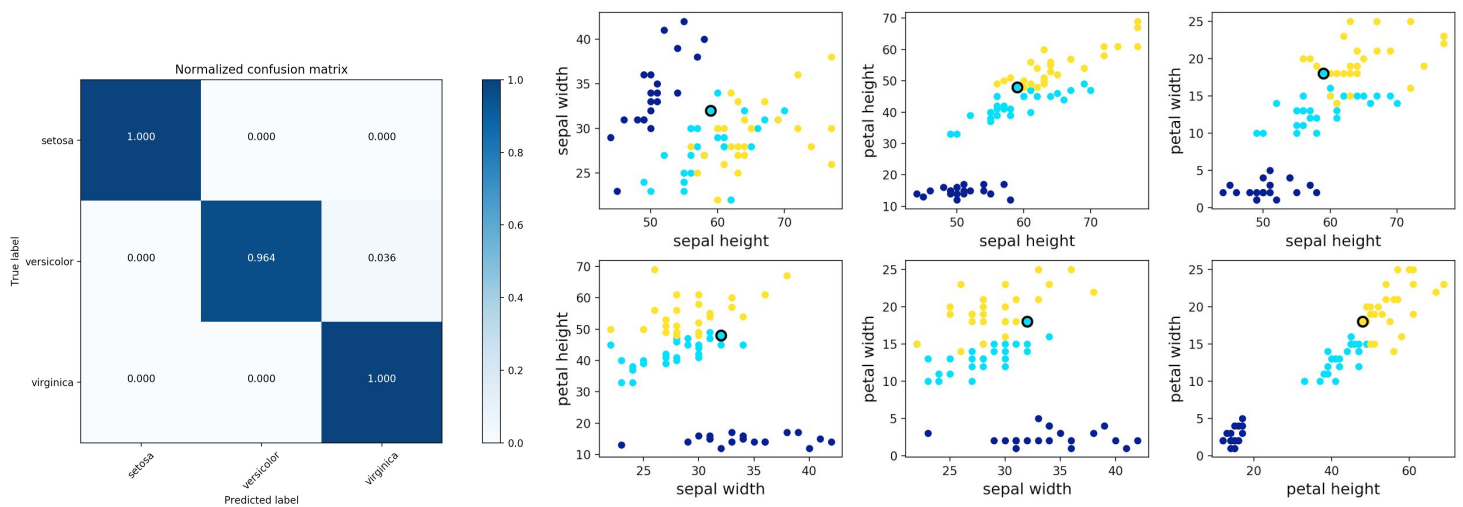 Normalized confusion matrix
True label
setosa
versicolor
virginica
1.000 0.000 0.000
0.000 0.964 0.036
0.000 0.000 1.000
setosa versicolor virginica
Predicted label
1.0
0.8
0.6
0.4
0.2
0.0
sepal width
40
35
30
25
50 60 70
sepal height
petal height
70
60
50
40
30
20
10
50 60 70
sepal height
petal width
25
20
15
10
5
0
50 60 70
sepal height
petal height
70
60
50
40
30
20
10
25 30 35 40
sepal width
petal width
25
20
15
10
5
0
25 30 35 40
sepal width
petal width
25
20
15
10
5
0
20 40 60
petal height